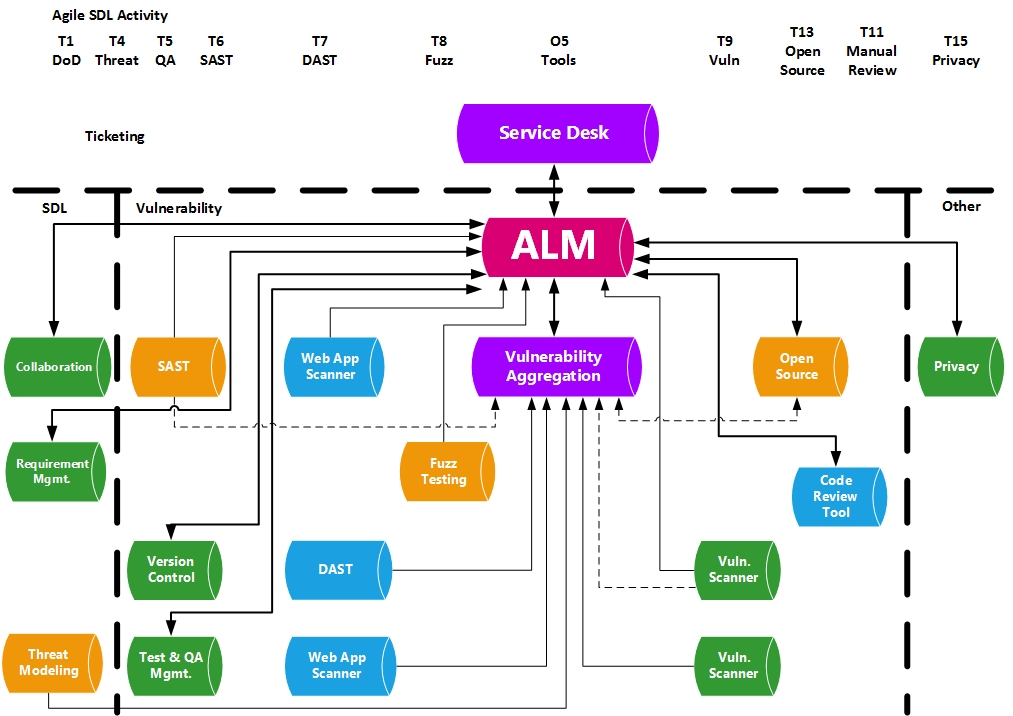 Agile SDL Activity
T1 T4 T5 T6 T7 T8 O5 T9 T13 T11 T15
DoD Threat QA SAST DAST Fuzz Tools Vuln Open Manual Privacy
Source Review
Service Desk
Ticketing
SDL Vulnerability Other
ALM
Collaboration
SAST
Web App
Scanner
Vulnerability
Aggregation
Open
Source
Privacy
Requirement
Mgmt.
Fuzz
Testing
Code
Review
Tool
Version
Control
DAST
Vuln.
Scanner
Threat
Modeling
Test & QA
Mgmt.
Web App
Scanner
Vuln.
Scanner